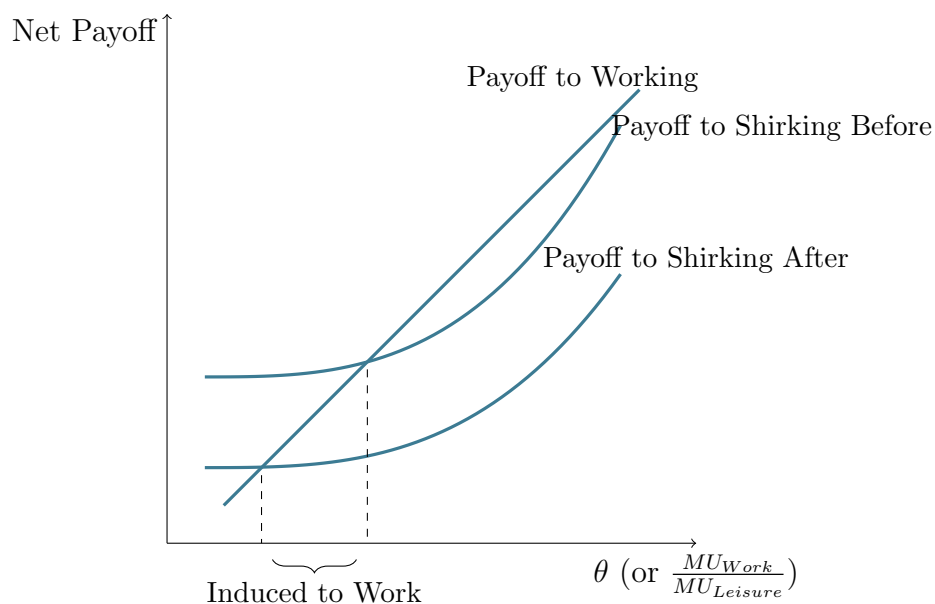 Net Payoff
Payoff to Working
Payoff to Shirking Before
Payoff to Shirking After
θ (or MU_Work / MU_Leisure)
Induced to Work